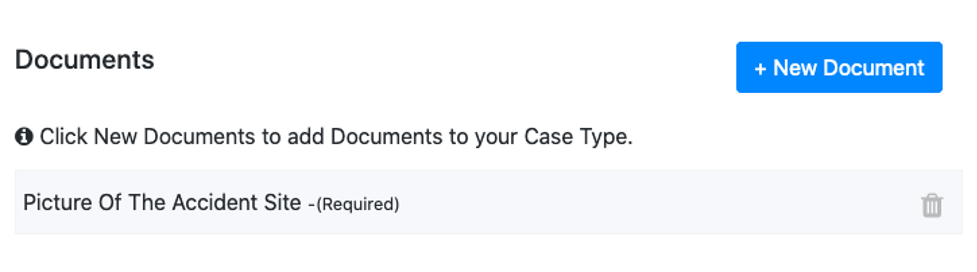 Documents
+ New Document
Click New Documents to add Documents to your Case Type.
Picture Of The Accident Site -(Required)